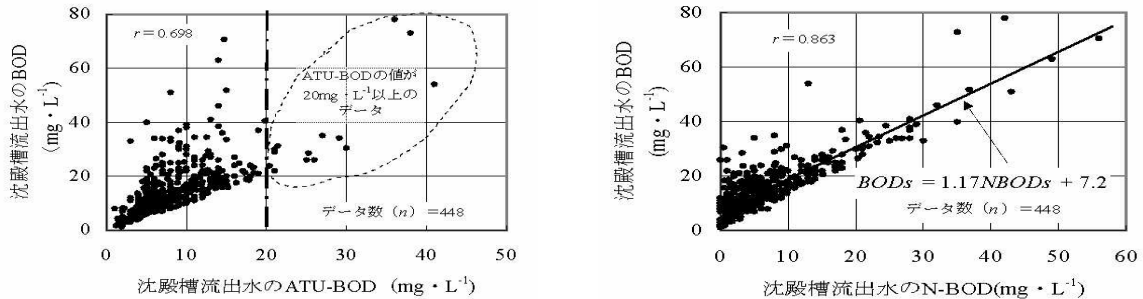 80
60
40
20
0
0
10
20
30
40
50
r＝0.698
ATU-BODの値が
20mg・L⁻¹以上の
データ
データ数（n）＝448
沈殿槽流出水のBOD
（mg・L⁻¹）
沈殿槽流出水のATU-BOD（mg・L⁻¹）
80
60
40
20
0
0
10
20
30
40
50
60
r＝0.863
BODs = 1.17NBODs + 7.2
データ数（n）＝448
沈殿槽流出水のBOD
(mg・L⁻¹)
沈殿槽流出水のN-BOD(mg・L⁻¹)